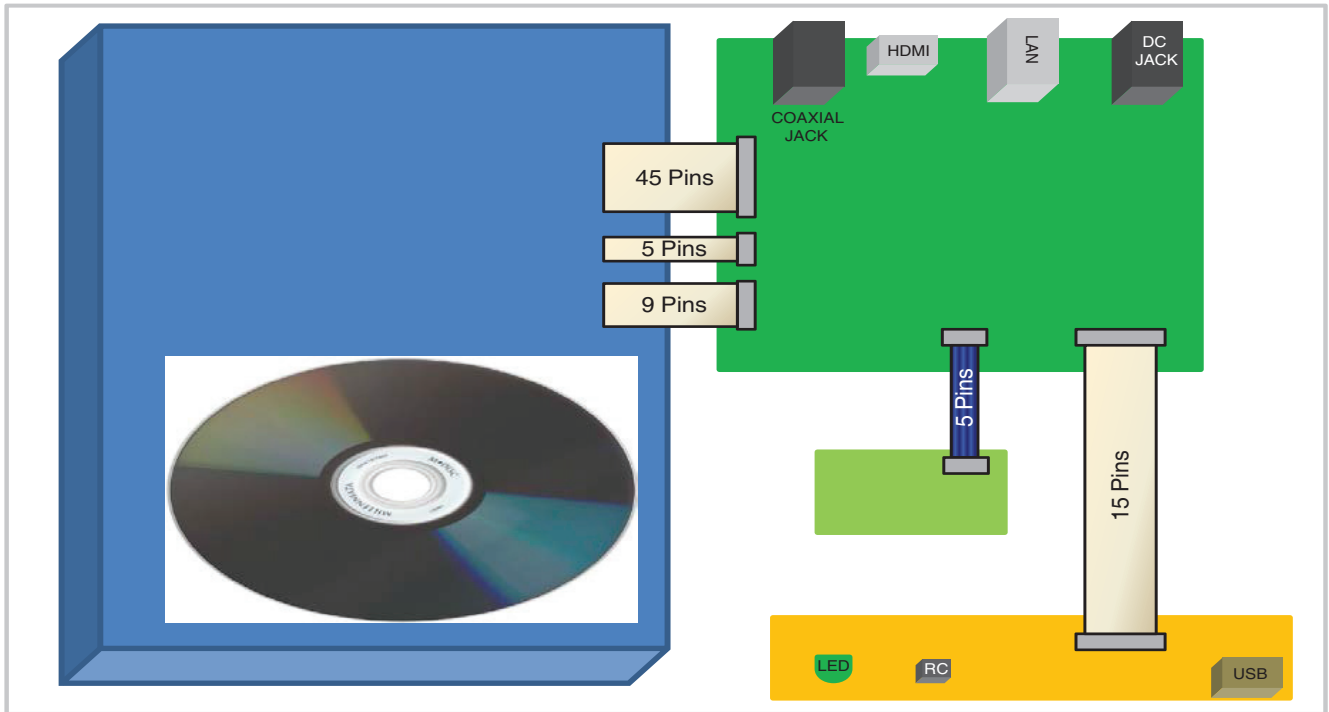 HDMI
LAN
DC
JACK
COAXIAL
JACK
45 Pins
5 Pins
9 Pins
5 Pins
15 Pins
LED
RC
USB